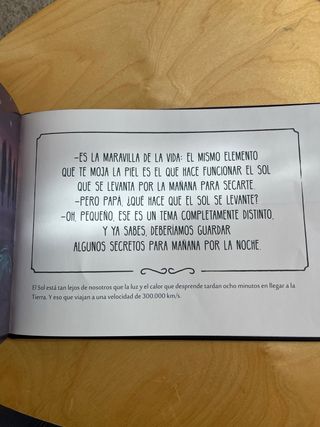 –ES LA MARAVILLA DE LA VIDA: EL MISMO ELEMENTO
QUE TE MOJA LA PIEL ES EL QUE HACE FUNCIONAR EL SOL
QUE SE LEVANTA POR LA MAÑANA PARA SECARTE.
–PERO PAPÁ, ¿QUÉ HACE QUE EL SOL SE LEVANTE?
–OH, PEQUEÑO, ESE ES UN TEMA COMPLETAMENTE DISTINTO,
Y YA SABES, DEBERÍAMOS GUARDAR
ALGUNOS SECRETOS PARA MAÑANA POR LA NOCHE.
El Sol está tan lejos de nosotros que la luz y el calor que desprende tardan ocho minutos en llegar a la
Tierra. Y eso que viajan a una velocidad de 300.000 km/s.